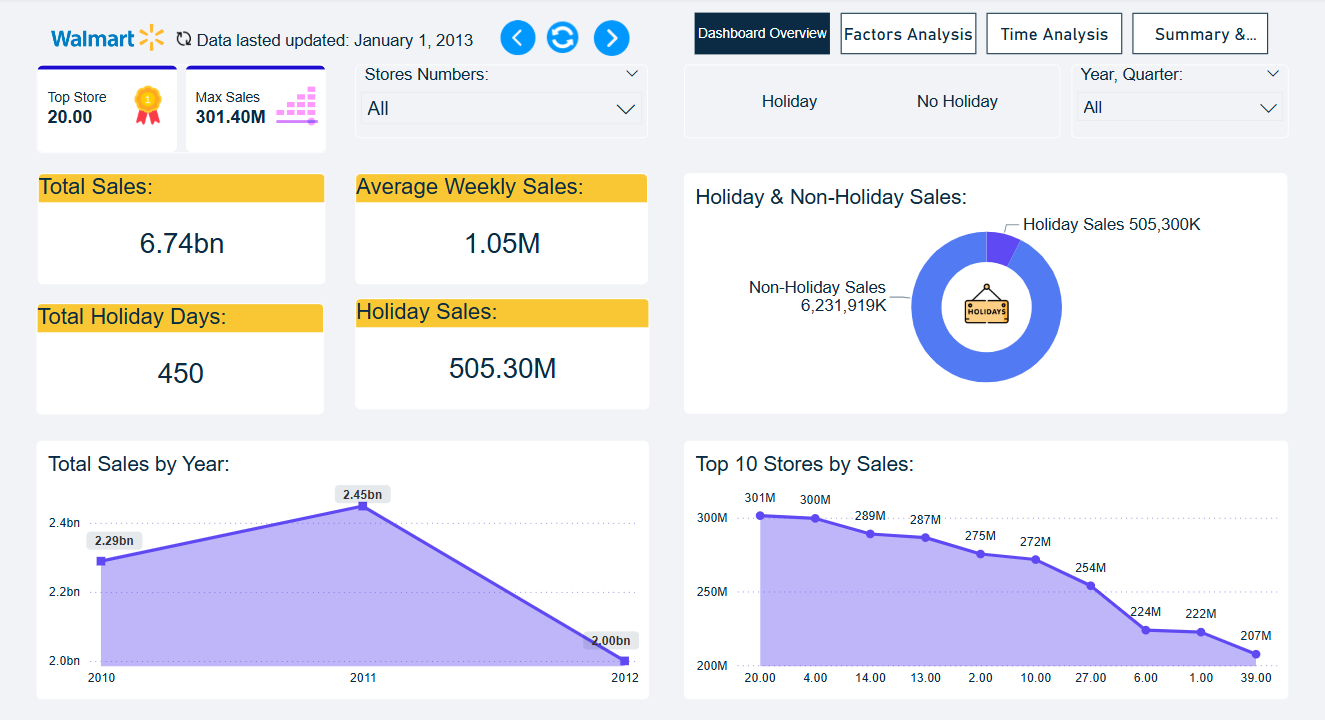 Walmart
Data lasted updated: January 1, 2013
Dashboard Overview
Factors Analysis
Time Analysis
Summary &...
Top Store
20.00
1
Max Sales
301.40M
Stores Numbers:
All
Holiday
No Holiday
Year, Quarter:
All
Total Sales:
6.74bn
Average Weekly Sales:
1.05M
Total Holiday Days:
450
Holiday Sales:
505.30M
Holiday & Non-Holiday Sales:
Holiday Sales 505,300K
Non-Holiday Sales
6,231,919K
HOLIDAYS
Total Sales by Year:
2.45bn
2.4bn
2.29bn
2.2bn
2.00bn
2.0bn
2010 2011 2012
Top 10 Stores by Sales:
301M 300M 289M 287M 275M 272M 254M 224M 222M 207M
300M
250M
200M
20.00 4.00 14.00 13.00 2.00 10.00 27.00 6.00 1.00 39.00